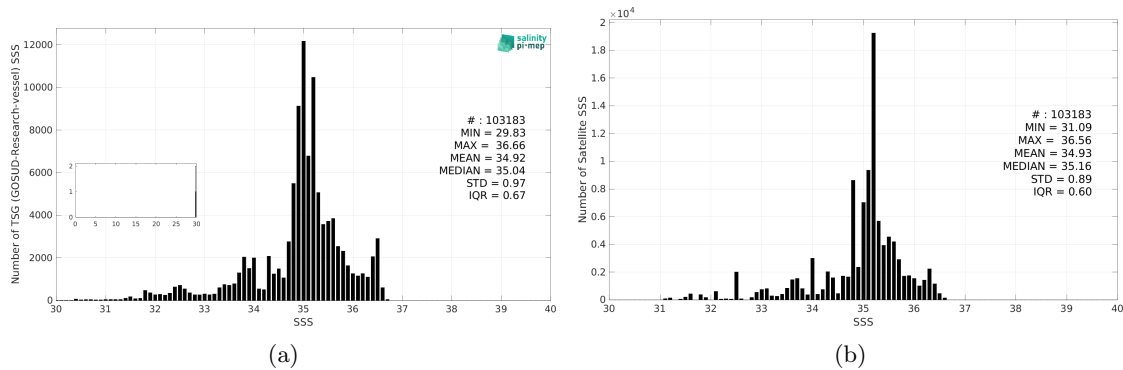 Number of TSG (GOSUD-Research-vessel) SSS
12000
10000
8000
6000
4000
2000
0
30 31 32 33 34 35 36 37 38 39 40
SSS
salinity
pi-mep
# : 103183
MIN = 29.83
MAX = 36.66
MEAN = 34.92
MEDIAN = 35.04
STD = 0.97
IQR = 0.67
2
1
0
0 5 10 15 20 25 30
(a)
×10⁴
Number of Satellite SSS
2
1.8
1.6
1.4
1.2
1
0.8
0.6
0.4
0.2
0
30 31 32 33 34 35 36 37 38 39 40
SSS
# : 103183
MIN = 31.09
MAX = 36.56
MEAN = 34.93
MEDIAN = 35.16
STD = 0.89
IQR = 0.60
(b)